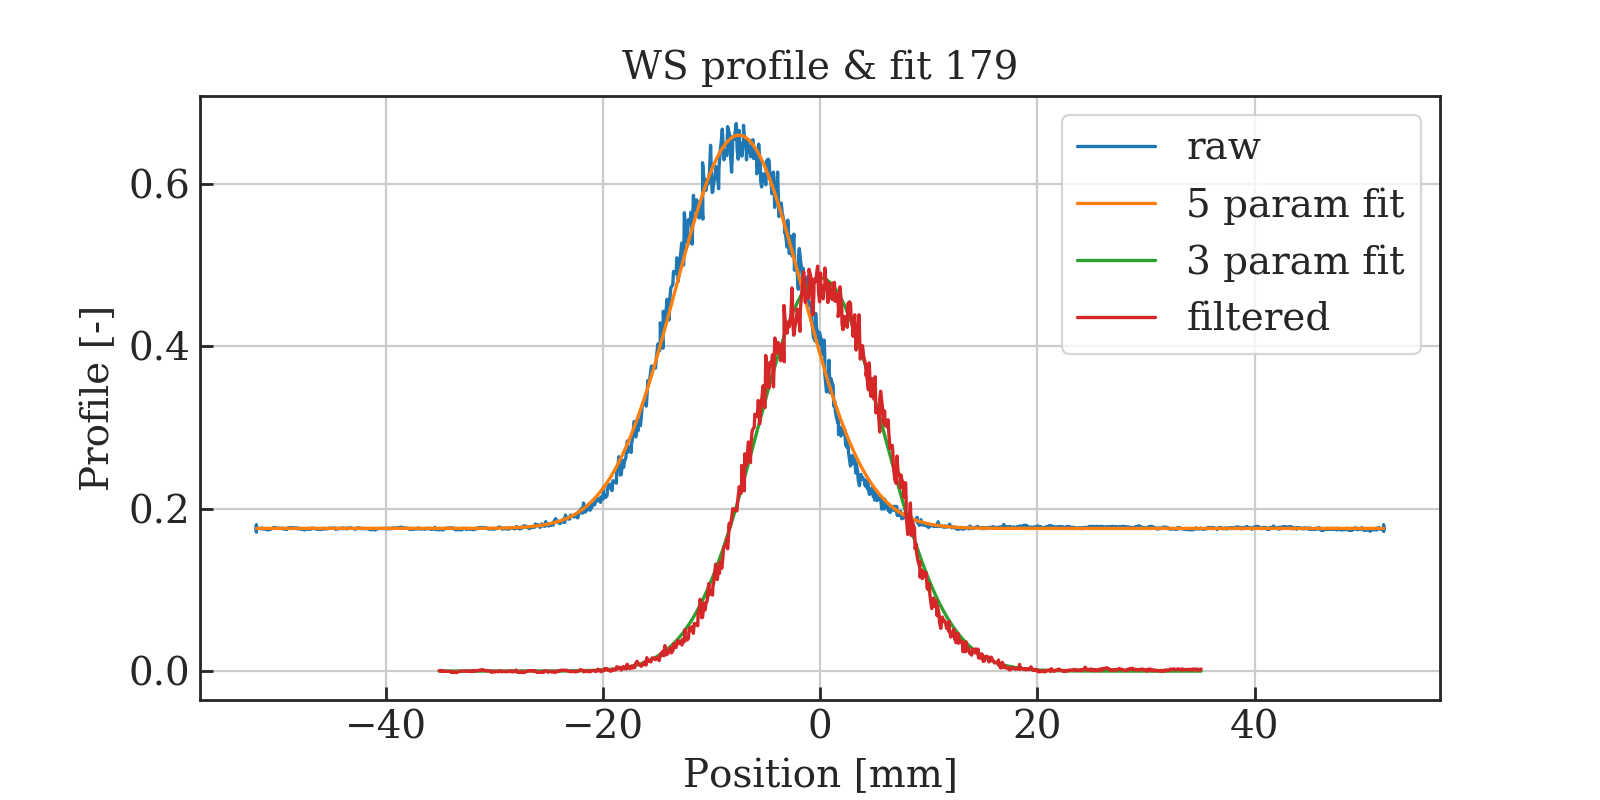 WS profile & fit 179
raw
5 param fit
3 param fit
filtered
Profile [-]
0.6
0.4
0.2
0.0
−40
−20
0
20
40
Position [mm]